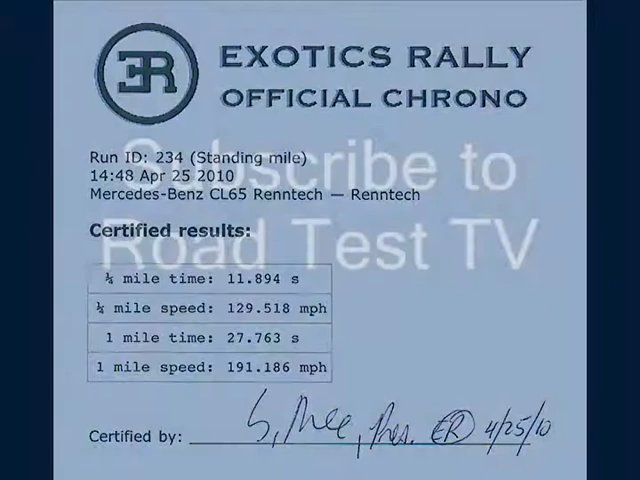 ER
EXOTICS RALLY
OFFICIAL CHRONO
Run ID: 234 (Standing mile)
14:48 Apr 25 2010
Mercedes-Benz CL65 Renntech — Renntech
Subscribe to
Road Test TV
Certified results:
¼ mile time: 11.894 s
¼ mile speed: 129.518 mph
1 mile time: 27.763 s
1 mile speed: 191.186 mph
Certified by: Pres. ER 4/25/10